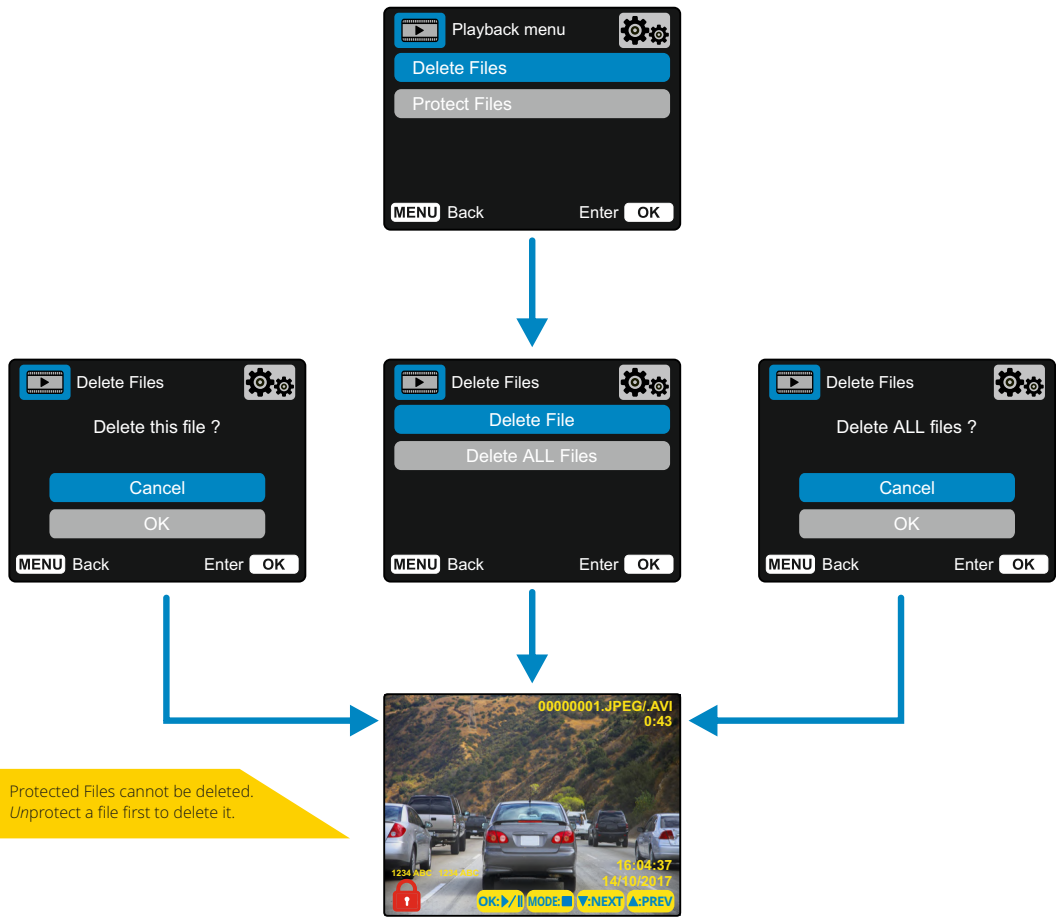 Playback menu
Delete Files
Protect Files
MENU Back Enter OK
Delete Files
Delete this file ?
Cancel
OK
MENU Back Enter OK
Delete Files
Delete File
Delete ALL Files
MENU Back Enter OK
Delete Files
Delete ALL files ?
Cancel
OK
MENU Back Enter OK
00000001.JPEG/.AVI
0:43
Protected Files cannot be deleted.
Unprotect a file first to delete it.
16:04:37
1234 ABC 1234 ABC
14/10/2017
OK:▶/|| MODE:■ ▼:NEXT ▲:PREV